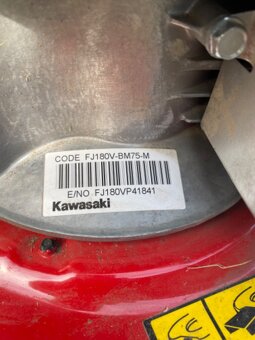 CODE FJ180V-BM75-M
E/NO. FJ180VP41841
Kawasaki